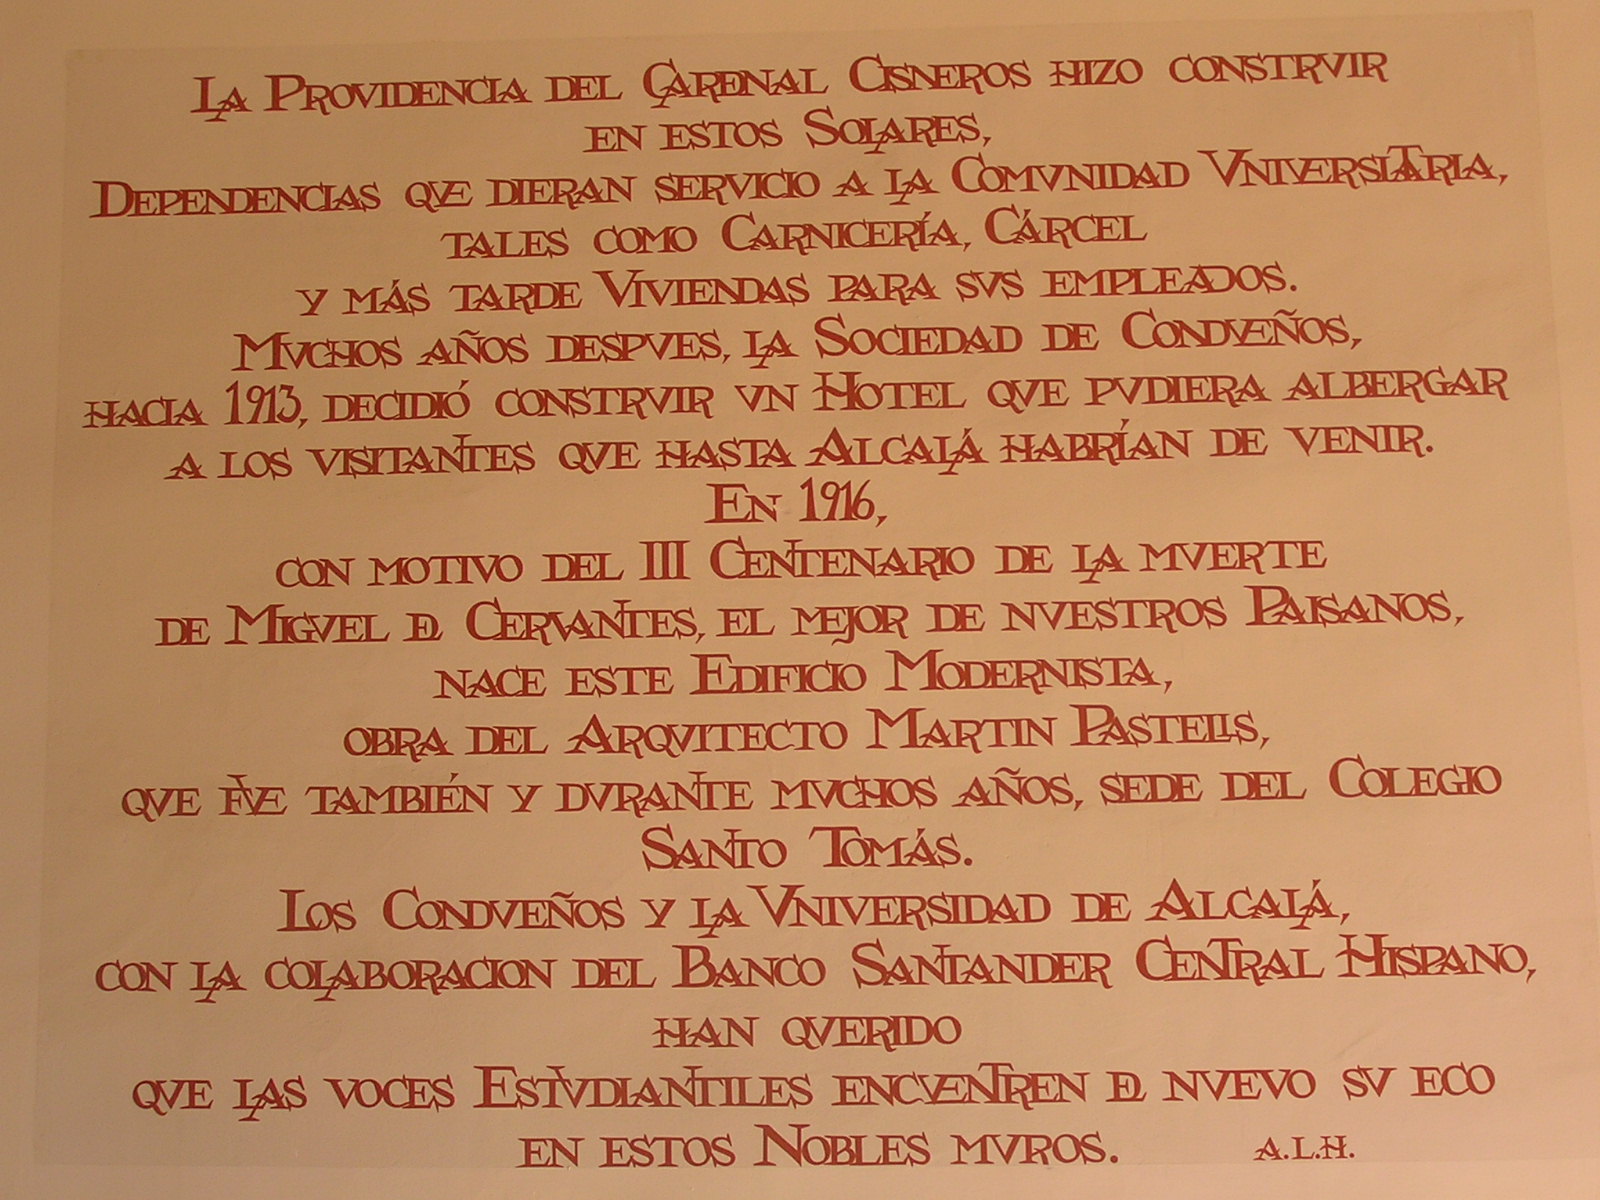 La Providencia del Cardenal Cisneros hizo constrvir
en estos Solares,
Dependencias qve dieran servicio a la Comvnidad Vniversitaria,
tales como Carnicería, Cárcel
y más tarde Viviendas para svs empleados.
Mvchos años despves, la Sociedad de Condveños,
hacia 1913, decidió constrvir vn Hotel qve pvdiera albergar
a los visitantes qve hasta Alcalá habrían de venir.
En 1916,
con motivo del III Centenario de la mverte
de Migvel de Cervantes, el mejor de nvestros Paisanos,
nace este Edificio Modernista,
obra del Arqvitecto Martin Pastells,
qve fve también y dvrante mvchos años, sede del Colegio
Santo Tomás.
Los Condveños y la Vniversidad de Alcalá,
con la colaboracion del Banco Santander Central Hispano,
han qverido
qve las voces Estvdiantiles encventren de nvevo sv eco
en estos Nobles mvros. A.L.H.